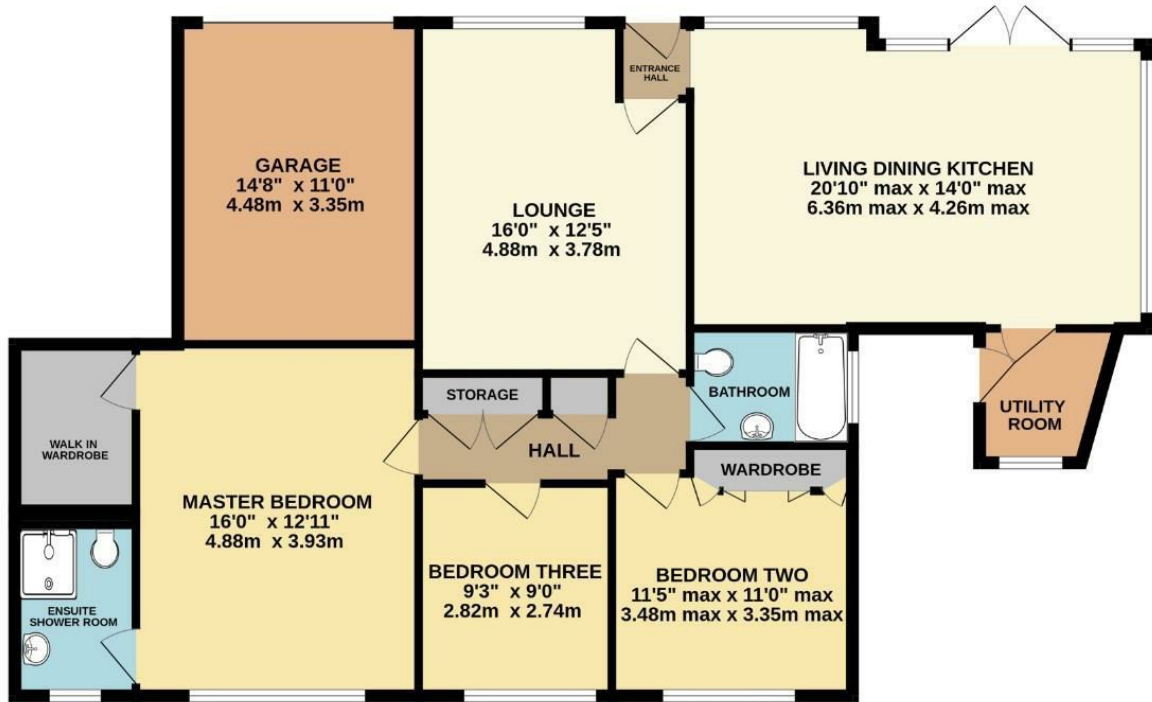 ENTRANCE
HALL
GARAGE
14'8" x 11'0"
4.48m x 3.35m
LOUNGE
16'0" x 12'5"
4.88m x 3.78m
LIVING DINING KITCHEN
20'10" max x 14'0" max
6.36m max x 4.26m max
STORAGE
BATHROOM
UTILITY
ROOM
WALK IN
WARDROBE
HALL
WARDROBE
MASTER BEDROOM
16'0" x 12'11"
4.88m x 3.93m
BEDROOM THREE
9'3" x 9'0"
2.82m x 2.74m
BEDROOM TWO
11'5" max x 11'0" max
3.48m max x 3.35m max
ENSUITE
SHOWER ROOM